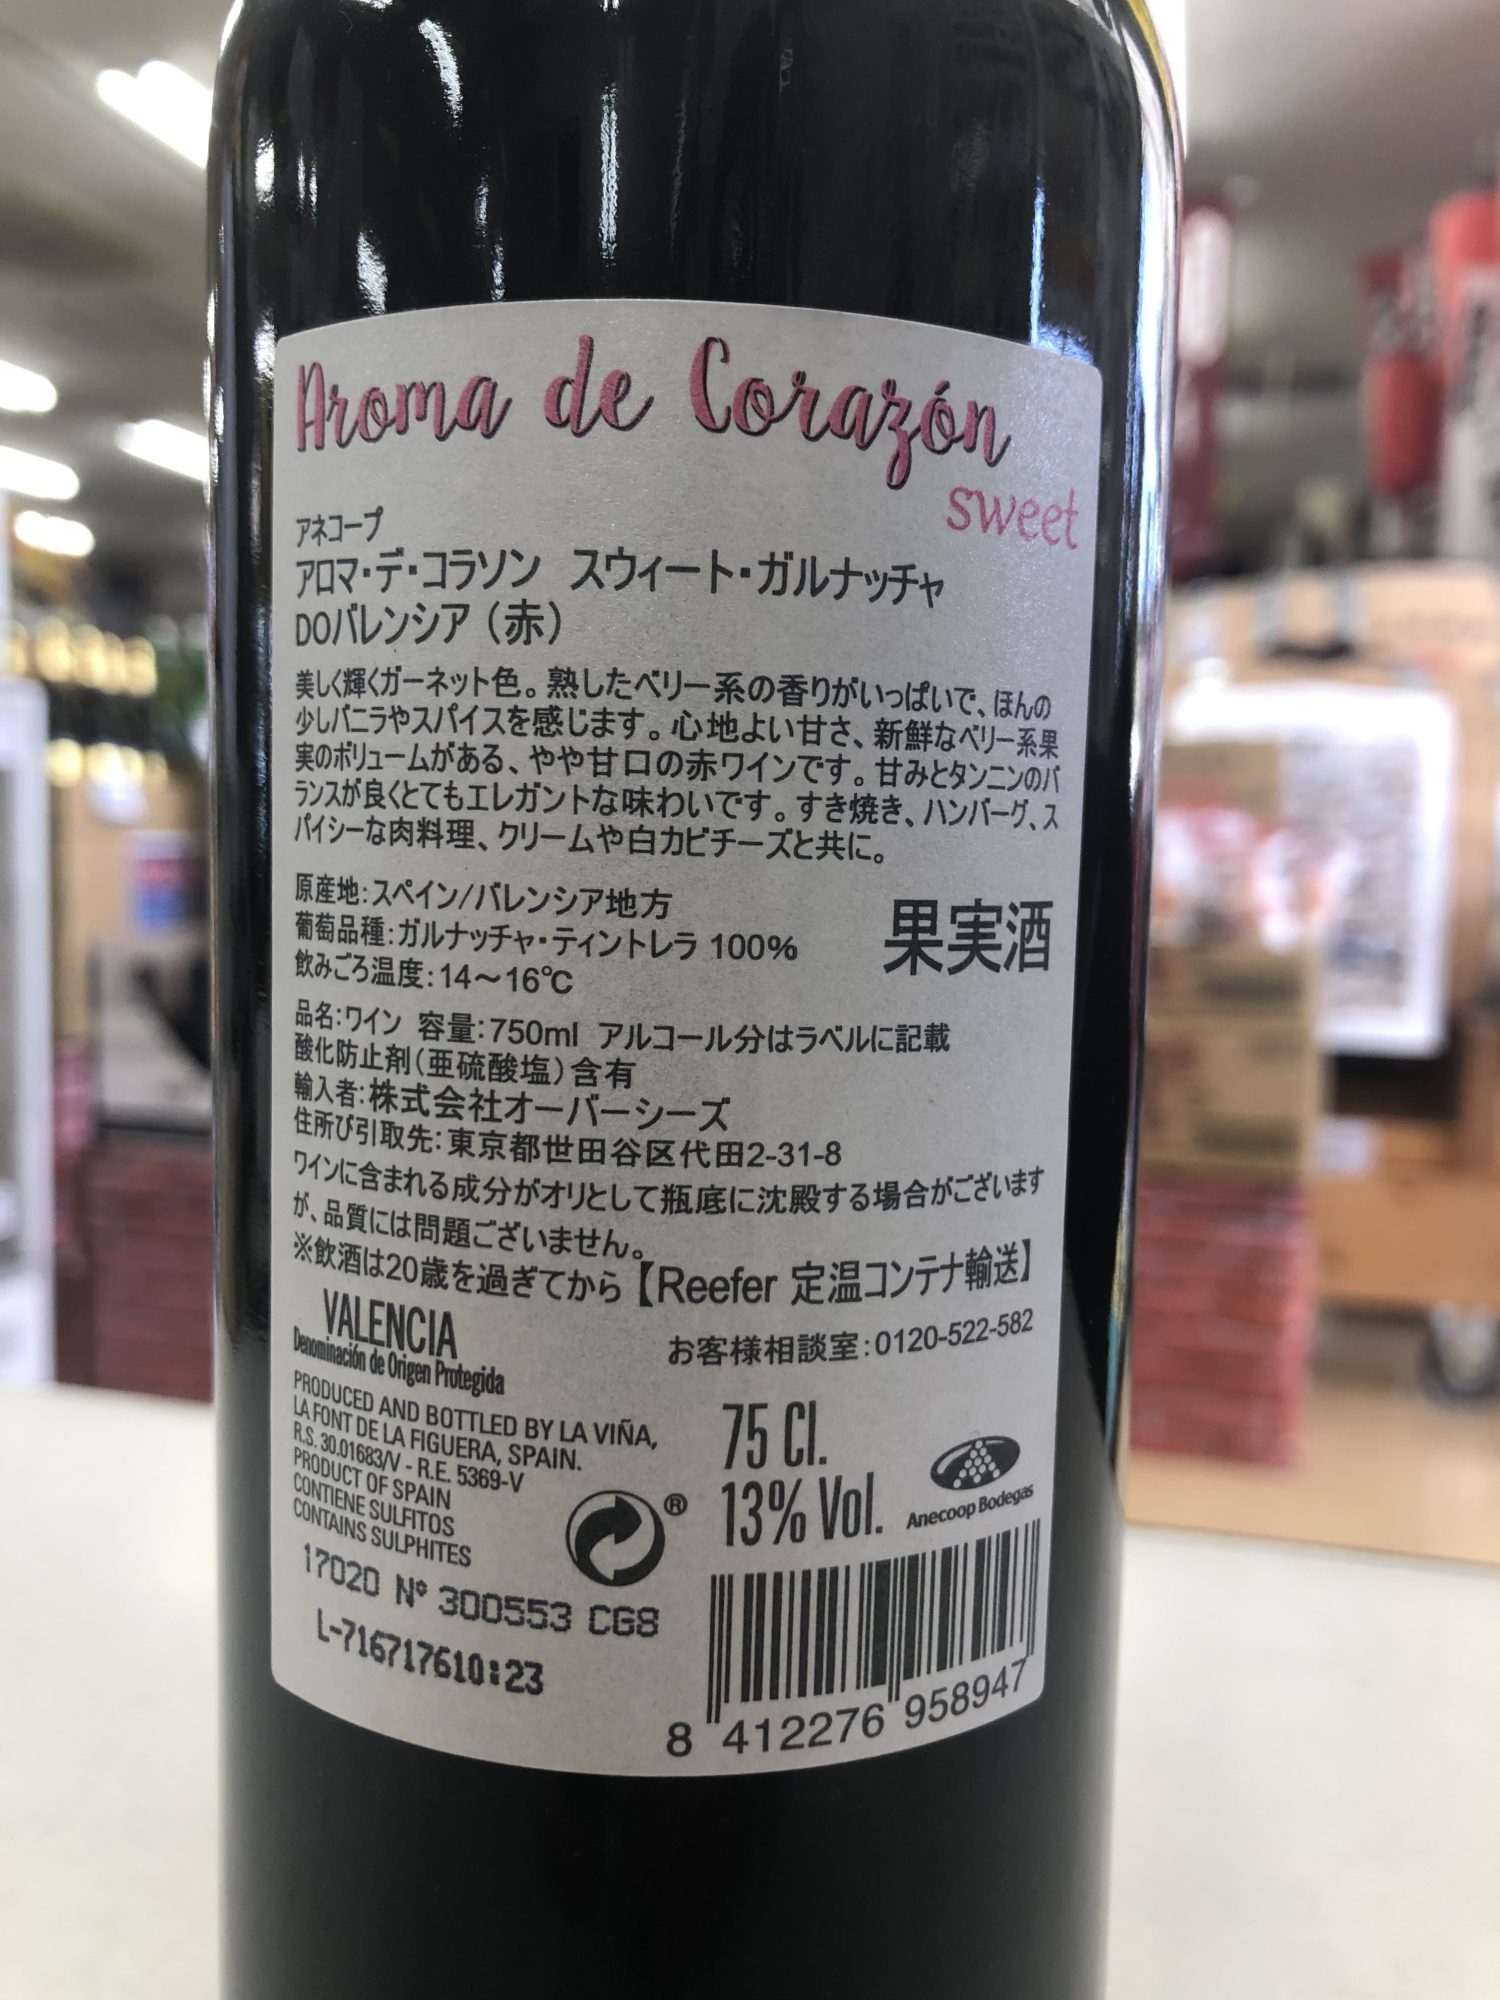 Aroma de Corazón
sweet
アネコープ
アロマ・デ・コラソン スウィート・ガルナッチャ
DOバレンシア（赤）
美しく輝くガーネット色。熟したベリー系の香りがいっぱいで、ほんの
少しバニラやスパイスを感じます。心地よい甘さ、新鮮なベリー系果
実のボリュームがある、やや甘口の赤ワインです。甘みとタンニンのバ
ランスが良くとてもエレガントな味わいです。すき焼き、ハンバーグ、ス
パイシーな肉料理、クリームや白カビチーズと共に。
原産地：スペイン/バレンシア地方
葡萄品種：ガルナッチャ・ティントレラ 100%
飲みごろ温度：14～16℃
果実酒
品名：ワイン 容量：750ml アルコール分はラベルに記載
酸化防止剤（亜硫酸塩）含有
輸入者：株式会社オーバーシーズ
住所び引取先：東京都世田谷区代田2-31-8
ワインに含まれる成分がオリとして瓶底に沈殿する場合がございます
が、品質には問題ございません。
※飲酒は20歳を過ぎてから【Reefer 定温コンテナ輸送】
お客様相談室：0120-522-582
VALENCIA
Denominación de Origen Protegida
PRODUCED AND BOTTLED BY LA VIÑA,
LA FONT DE LA FIGUERA, SPAIN.
R.S. 30.01683/V - R.E. 5369-V
PRODUCT OF SPAIN
CONTIENE SULFITOS
CONTAINS SULPHITES
75 Cl.
13% Vol.
Anecoop Bodegas
®
17020 Nº 300553 CG8
L-716717610:23
8 412276 958947